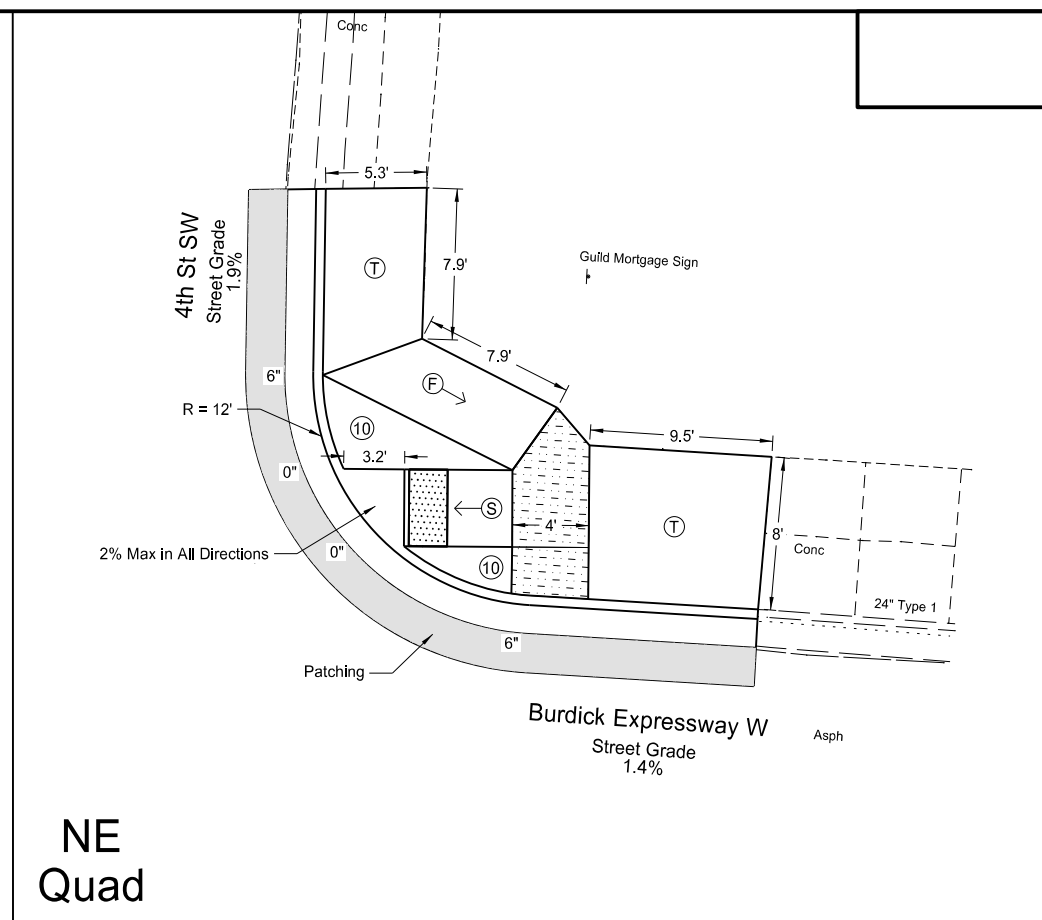 Conc
5.3'
4th St SW
Street Grade
1.9%
T
7.9'
Guild Mortgage Sign
7.9'
6"
F
R = 12'
10
9.5'
3.2'
0"
S
4'
T
8'
Conc
2% Max in All Directions
0"
10
24" Type 1
6"
Patching
Burdick Expressway W
Asph
Street Grade
1.4%
NE
Quad